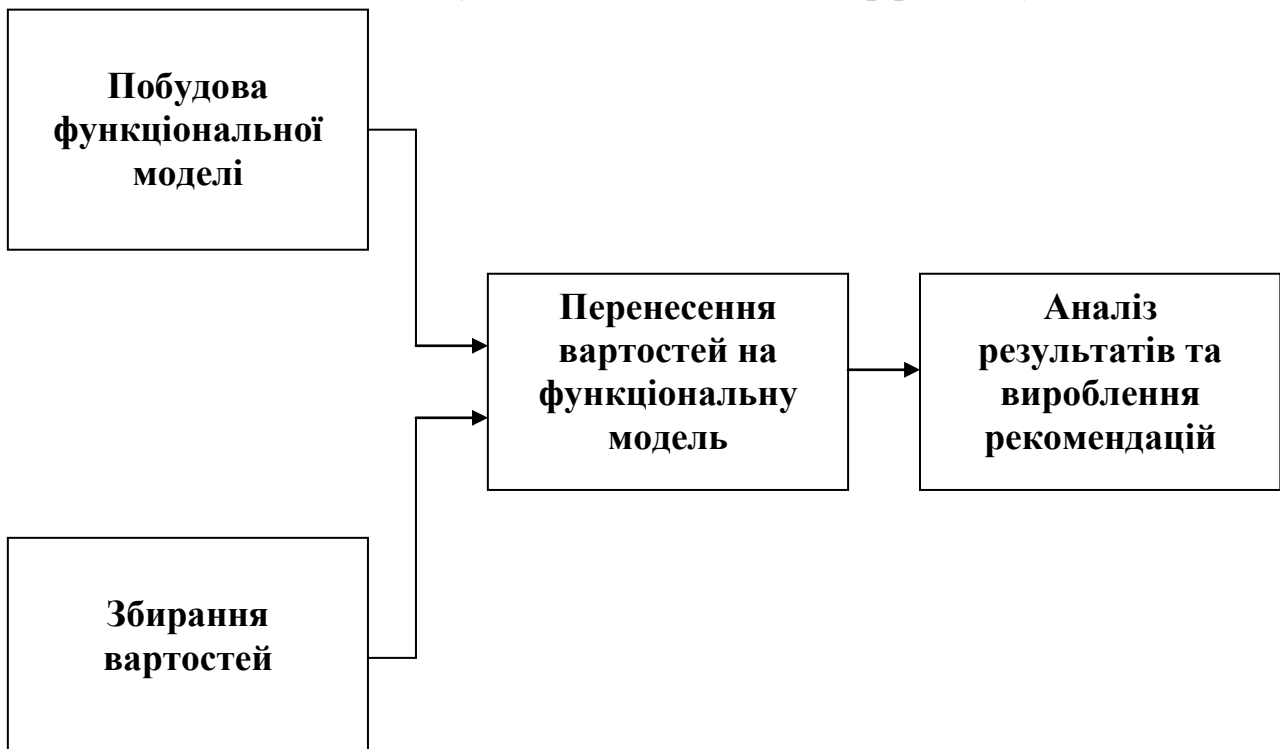 Побудова
функціональної
моделі
Перенесення
вартостей на
функціональну
модель
Аналіз
результатів та
вироблення
рекомендацій
Збирання
вартостей